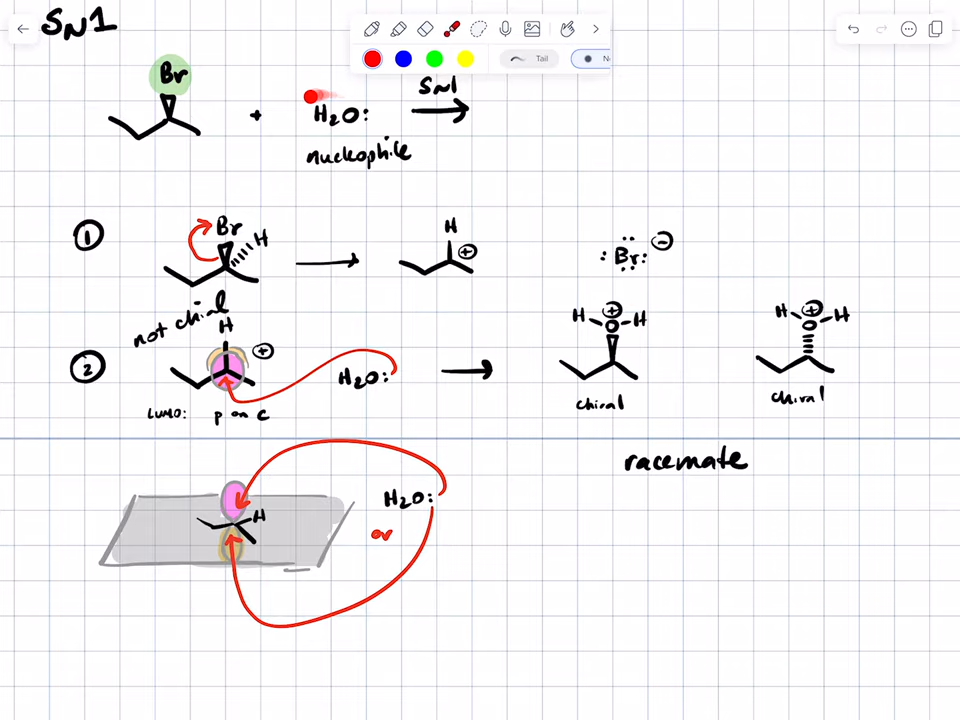 SN1
Tail
Br
+ H₂O: SN1
nucleophile
① Br H H ⊕ :Br: ⊖
not chiral
② H ⊕ H₂O: H O H ⊕ H O H ⊕
LUMO: p on C
chiral chiral
racemate
H H₂O:
or